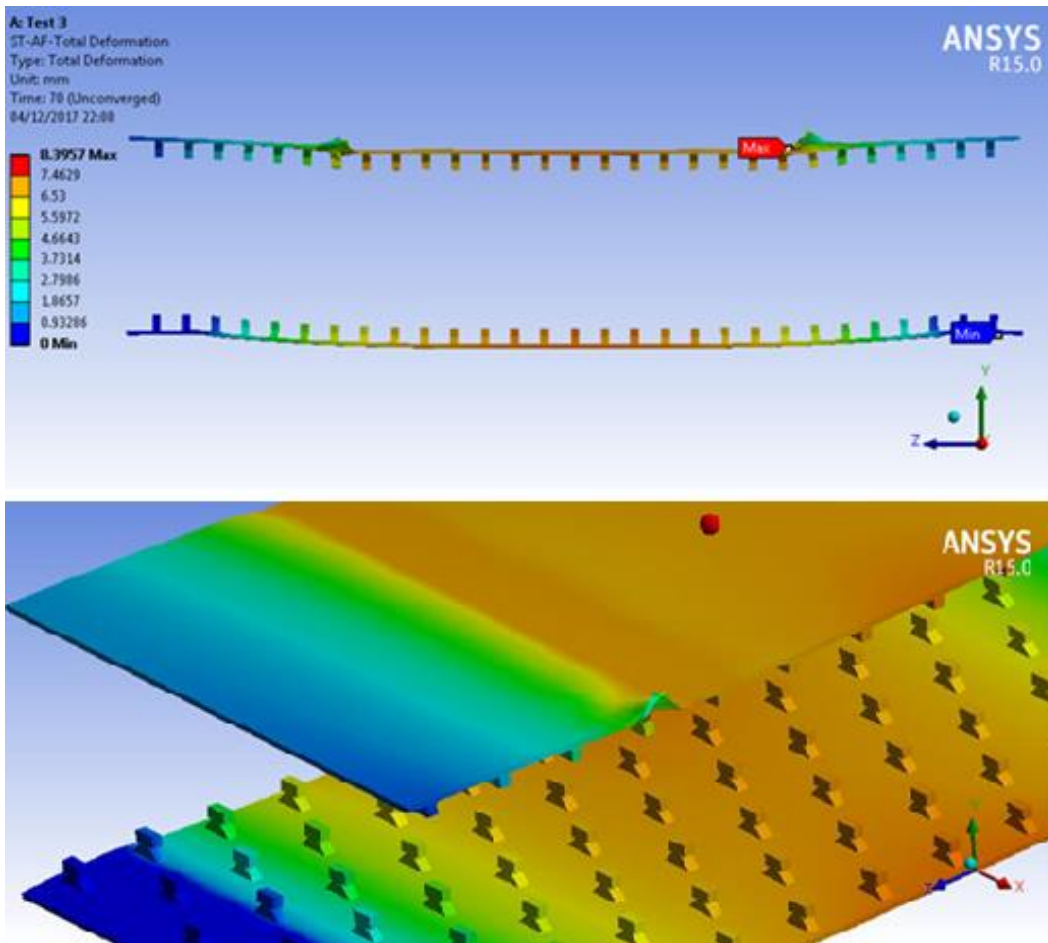 A: Test 3
ST-AF-Total Deformation
Type: Total Deformation
Unit: mm
Time: 70 (Unconverged)
04/12/2017 22:08
ANSYS
R15.0
8.3957 Max
7.4629
6.53
5.5972
4.6643
3.7314
2.7986
1.8657
0.93286
0 Min
Max
Min
Y
Z
ANSYS
R15.0
Y
Z
X